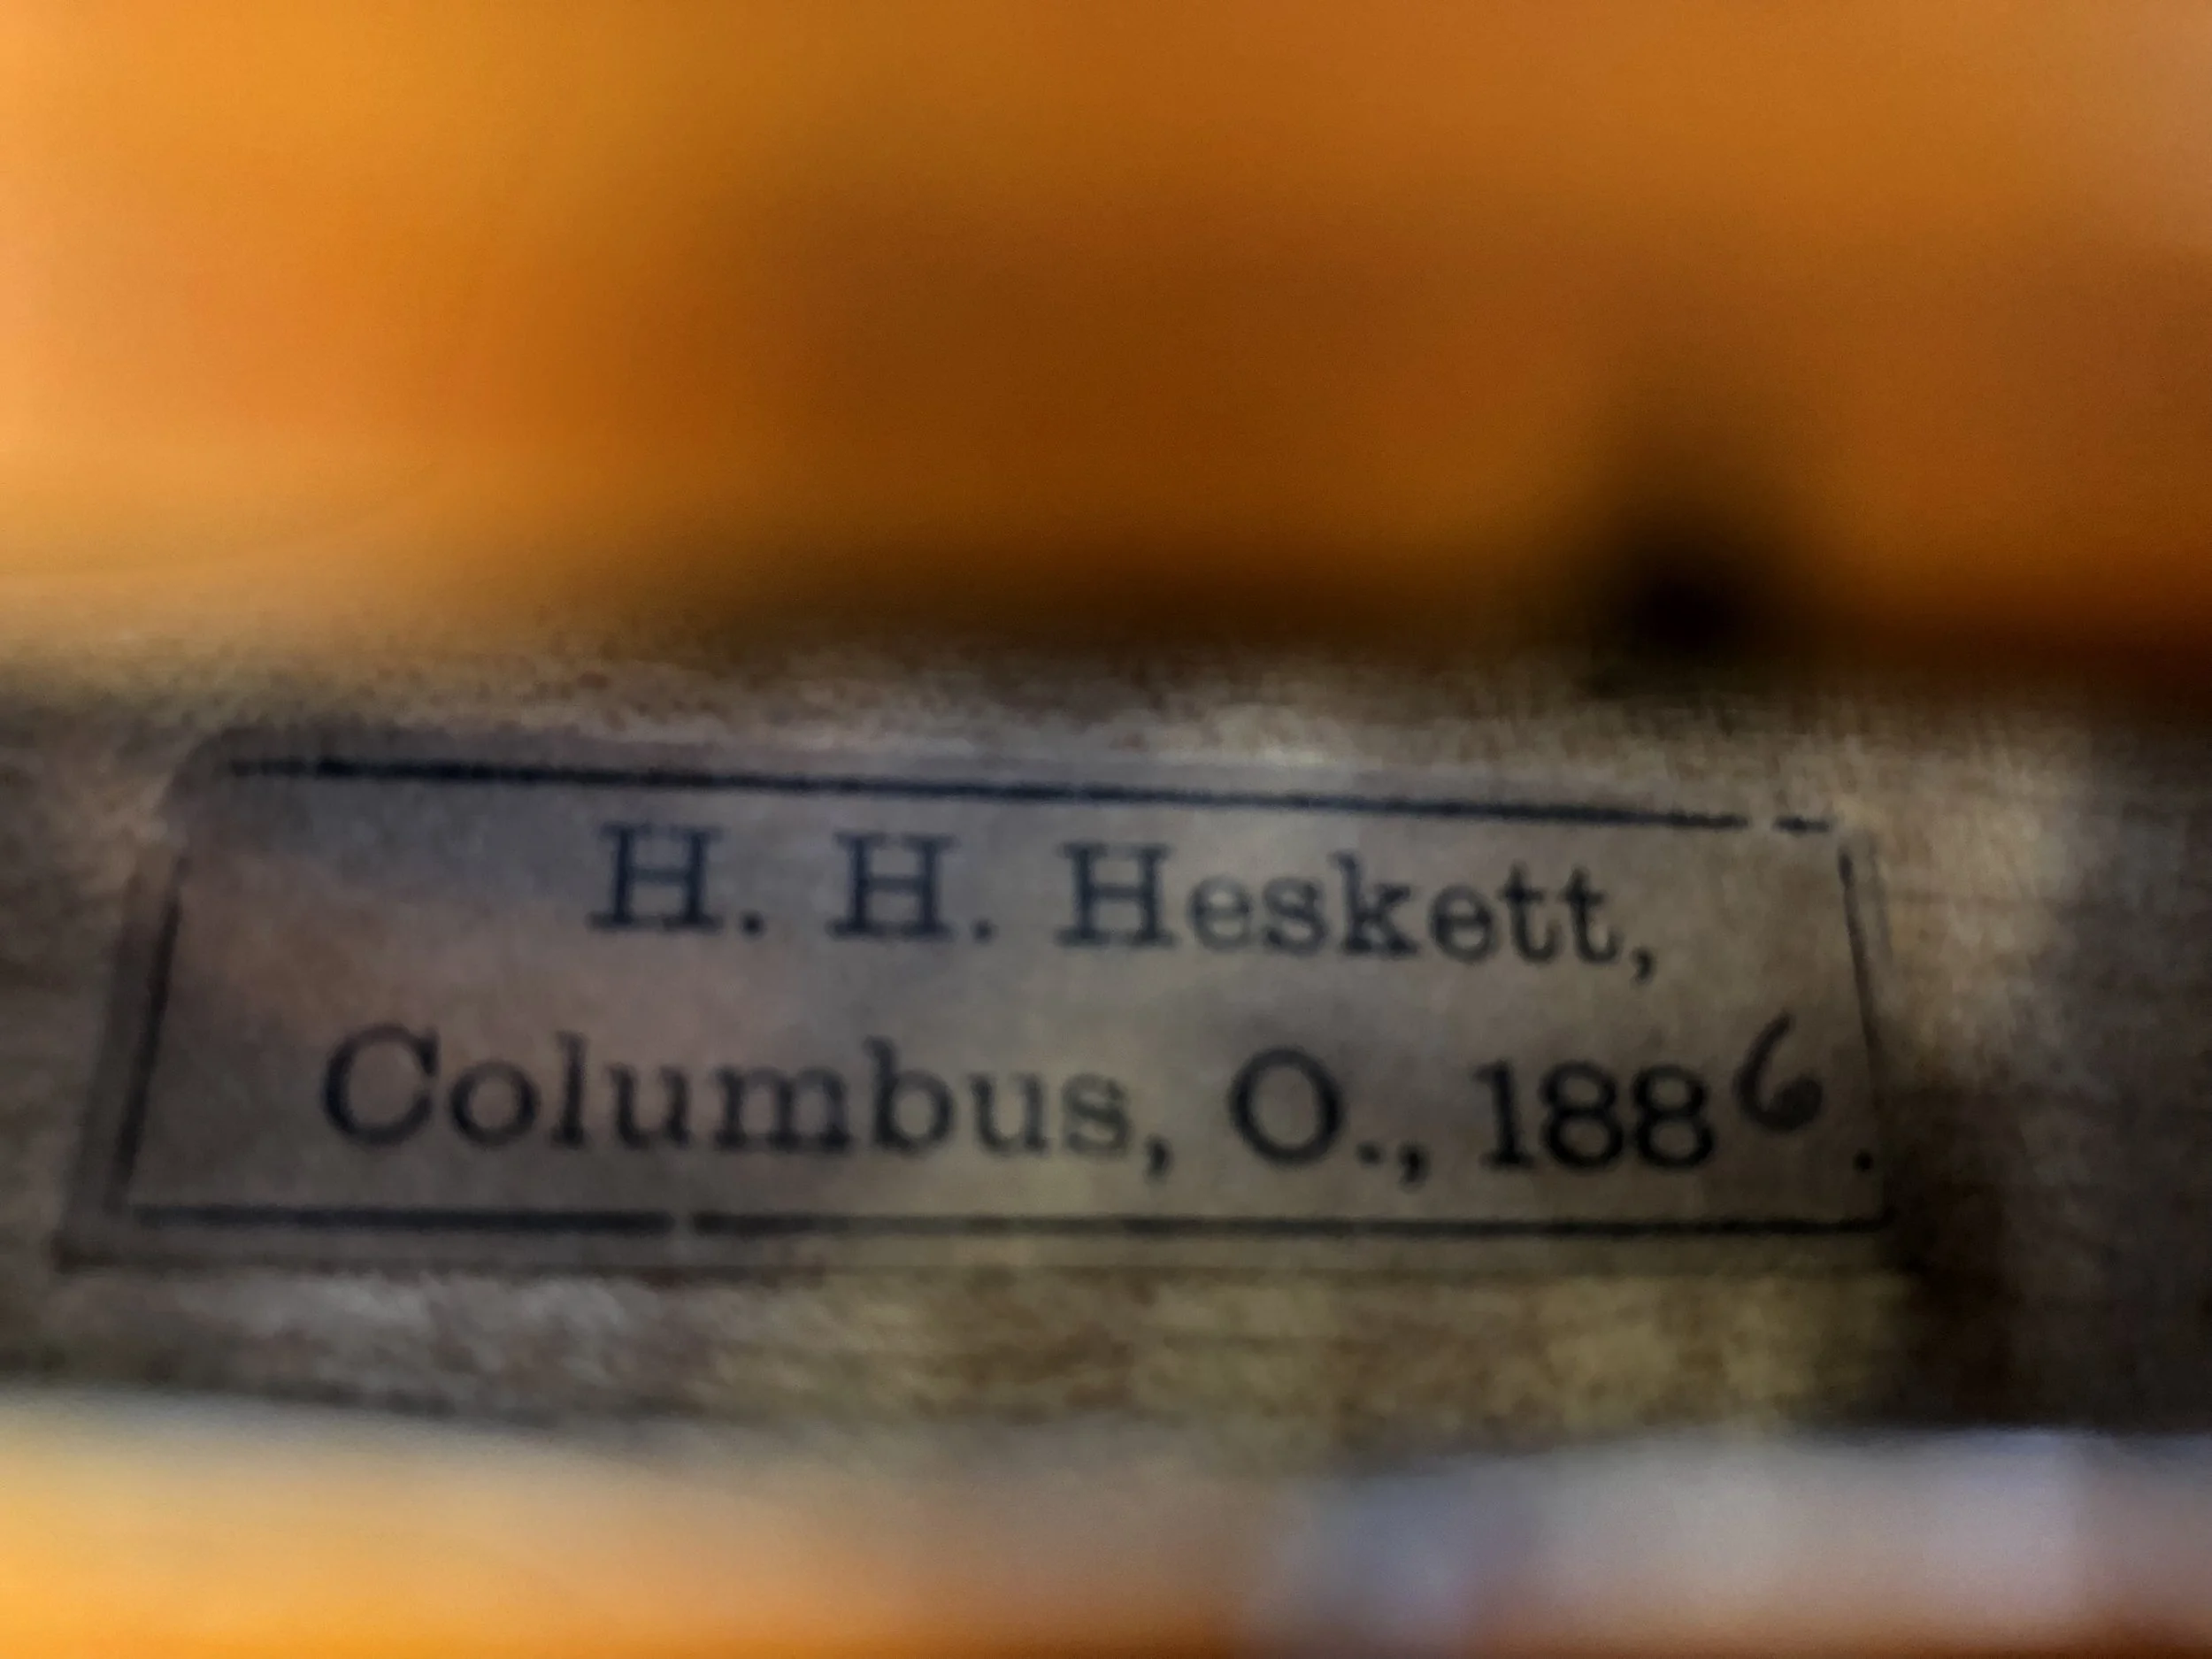 H. H. Heskett,
Columbus, O., 1886.